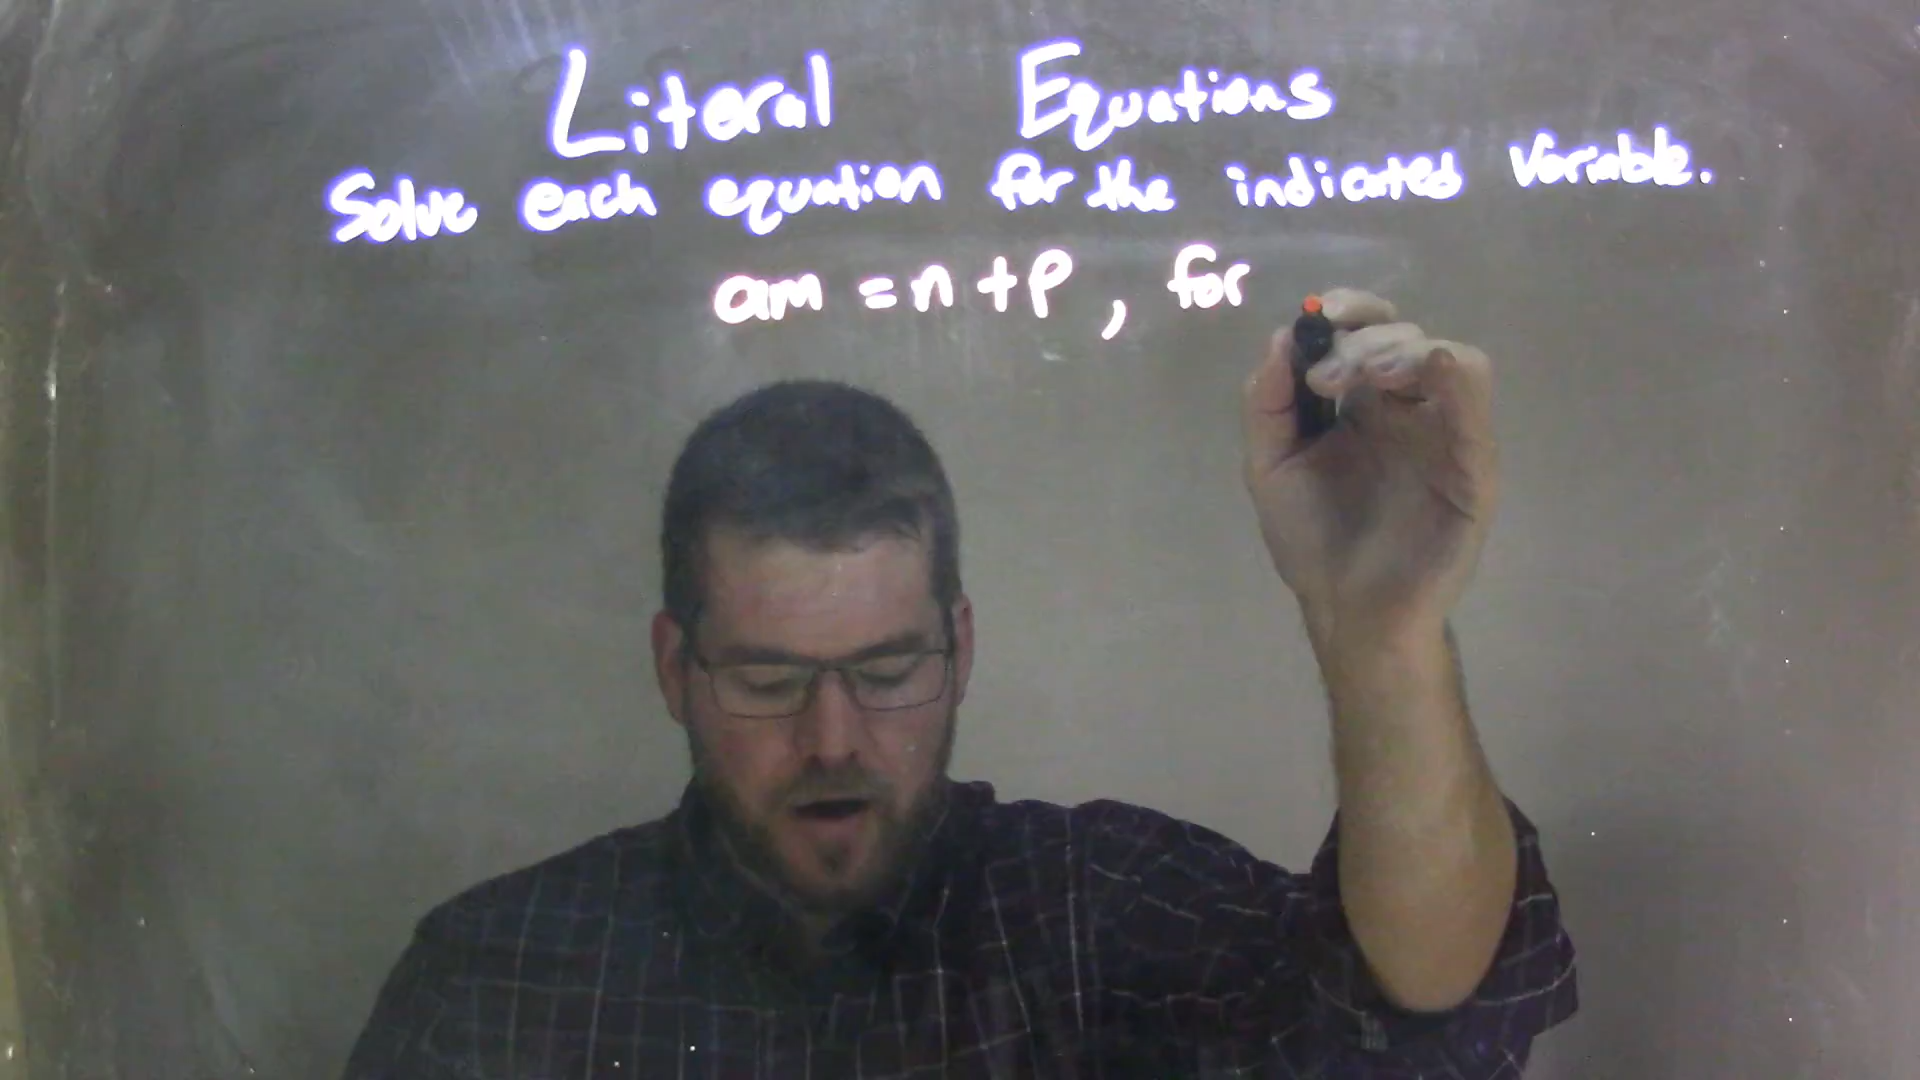 Literal Equations
Solve each equation for the indicated variable.
am = n + p , for